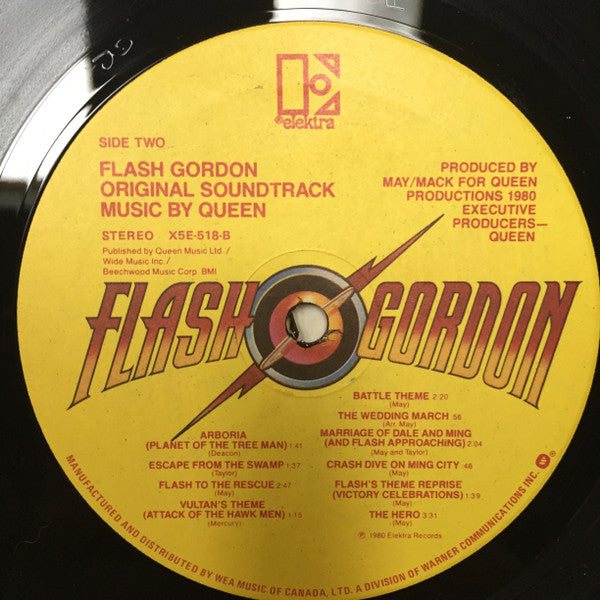 ®elektra
SIDE TWO
FLASH GORDON
ORIGINAL SOUNDTRACK
MUSIC BY QUEEN
STEREO X5E-518-B
Published by Queen Music Ltd./
Wide Music Inc./
Beechwood Music Corp. BMI
PRODUCED BY
MAY/MACK FOR QUEEN
PRODUCTIONS 1980
EXECUTIVE
PRODUCERS—
QUEEN
FLASH GORDON
ARBORIA
(PLANET OF THE TREE MAN) 1:41
(Deacon)
ESCAPE FROM THE SWAMP 1:37
(Taylor)
FLASH TO THE RESCUE 2:47
(May)
VULTAN'S THEME
(ATTACK OF THE HAWK MEN) 1:15
(Mercury)
BATTLE THEME 2:20
(May)
THE WEDDING MARCH :56
(Arr. May)
MARRIAGE OF DALE AND MING
(AND FLASH APPROACHING) 2:04
(May and Taylor)
CRASH DIVE ON MING CITY :46
(May)
FLASH'S THEME REPRISE
(VICTORY CELEBRATIONS) 1:39
(May)
THE HERO 3:31
(May)
℗ 1980 Elektra Records
MANUFACTURED AND DISTRIBUTED BY WEA MUSIC OF CANADA, LTD. A DIVISION OF WARNER COMMUNICATIONS INC.